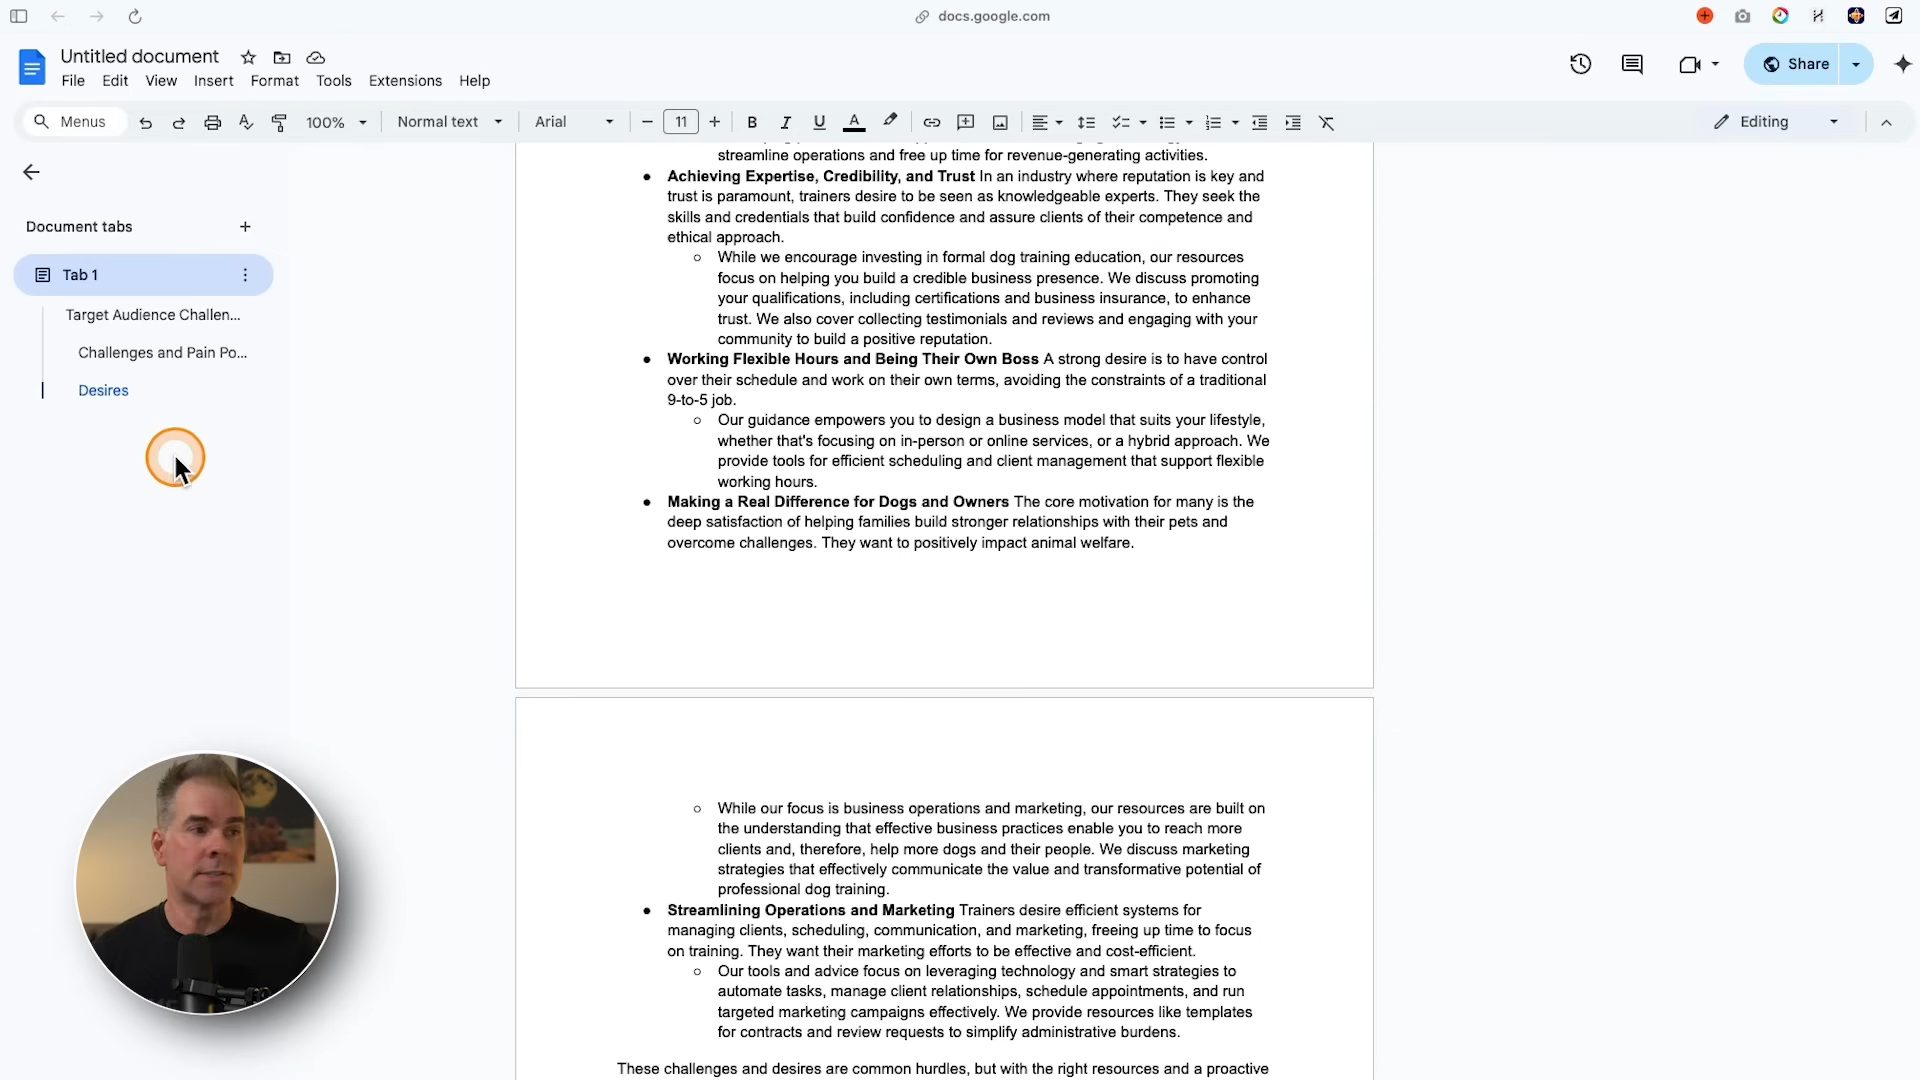 docs.google.com
Untitled document
File Edit View Insert Format Tools Extensions Help
Share
Menus 100% Normal text Arial 11 Editing
Document tabs
Tab 1
Target Audience Challen...
Challenges and Pain Po...
Desires
streamline operations and free up time for revenue-generating activities.
● Achieving Expertise, Credibility, and Trust In an industry where reputation is key and
trust is paramount, trainers desire to be seen as knowledgeable experts. They seek the
skills and credentials that build confidence and assure clients of their competence and
ethical approach.
○ While we encourage investing in formal dog training education, our resources
focus on helping you build a credible business presence. We discuss promoting
your qualifications, including certifications and business insurance, to enhance
trust. We also cover collecting testimonials and reviews and engaging with your
community to build a positive reputation.
● Working Flexible Hours and Being Their Own Boss A strong desire is to have control
over their schedule and work on their own terms, avoiding the constraints of a traditional
9-to-5 job.
○ Our guidance empowers you to design a business model that suits your lifestyle,
whether that's focusing on in-person or online services, or a hybrid approach. We
provide tools for efficient scheduling and client management that support flexible
working hours.
● Making a Real Difference for Dogs and Owners The core motivation for many is the
deep satisfaction of helping families build stronger relationships with their pets and
overcome challenges. They want to positively impact animal welfare.
○ While our focus is business operations and marketing, our resources are built on
the understanding that effective business practices enable you to reach more
clients and, therefore, help more dogs and their people. We discuss marketing
strategies that effectively communicate the value and transformative potential of
professional dog training.
● Streamlining Operations and Marketing Trainers desire efficient systems for
managing clients, scheduling, communication, and marketing, freeing up time to focus
on training. They want their marketing efforts to be effective and cost-efficient.
○ Our tools and advice focus on leveraging technology and smart strategies to
automate tasks, manage client relationships, schedule appointments, and run
targeted marketing campaigns effectively. We provide resources like templates
for contracts and review requests to simplify administrative burdens.
These challenges and desires are common hurdles, but with the right resources and a proactive